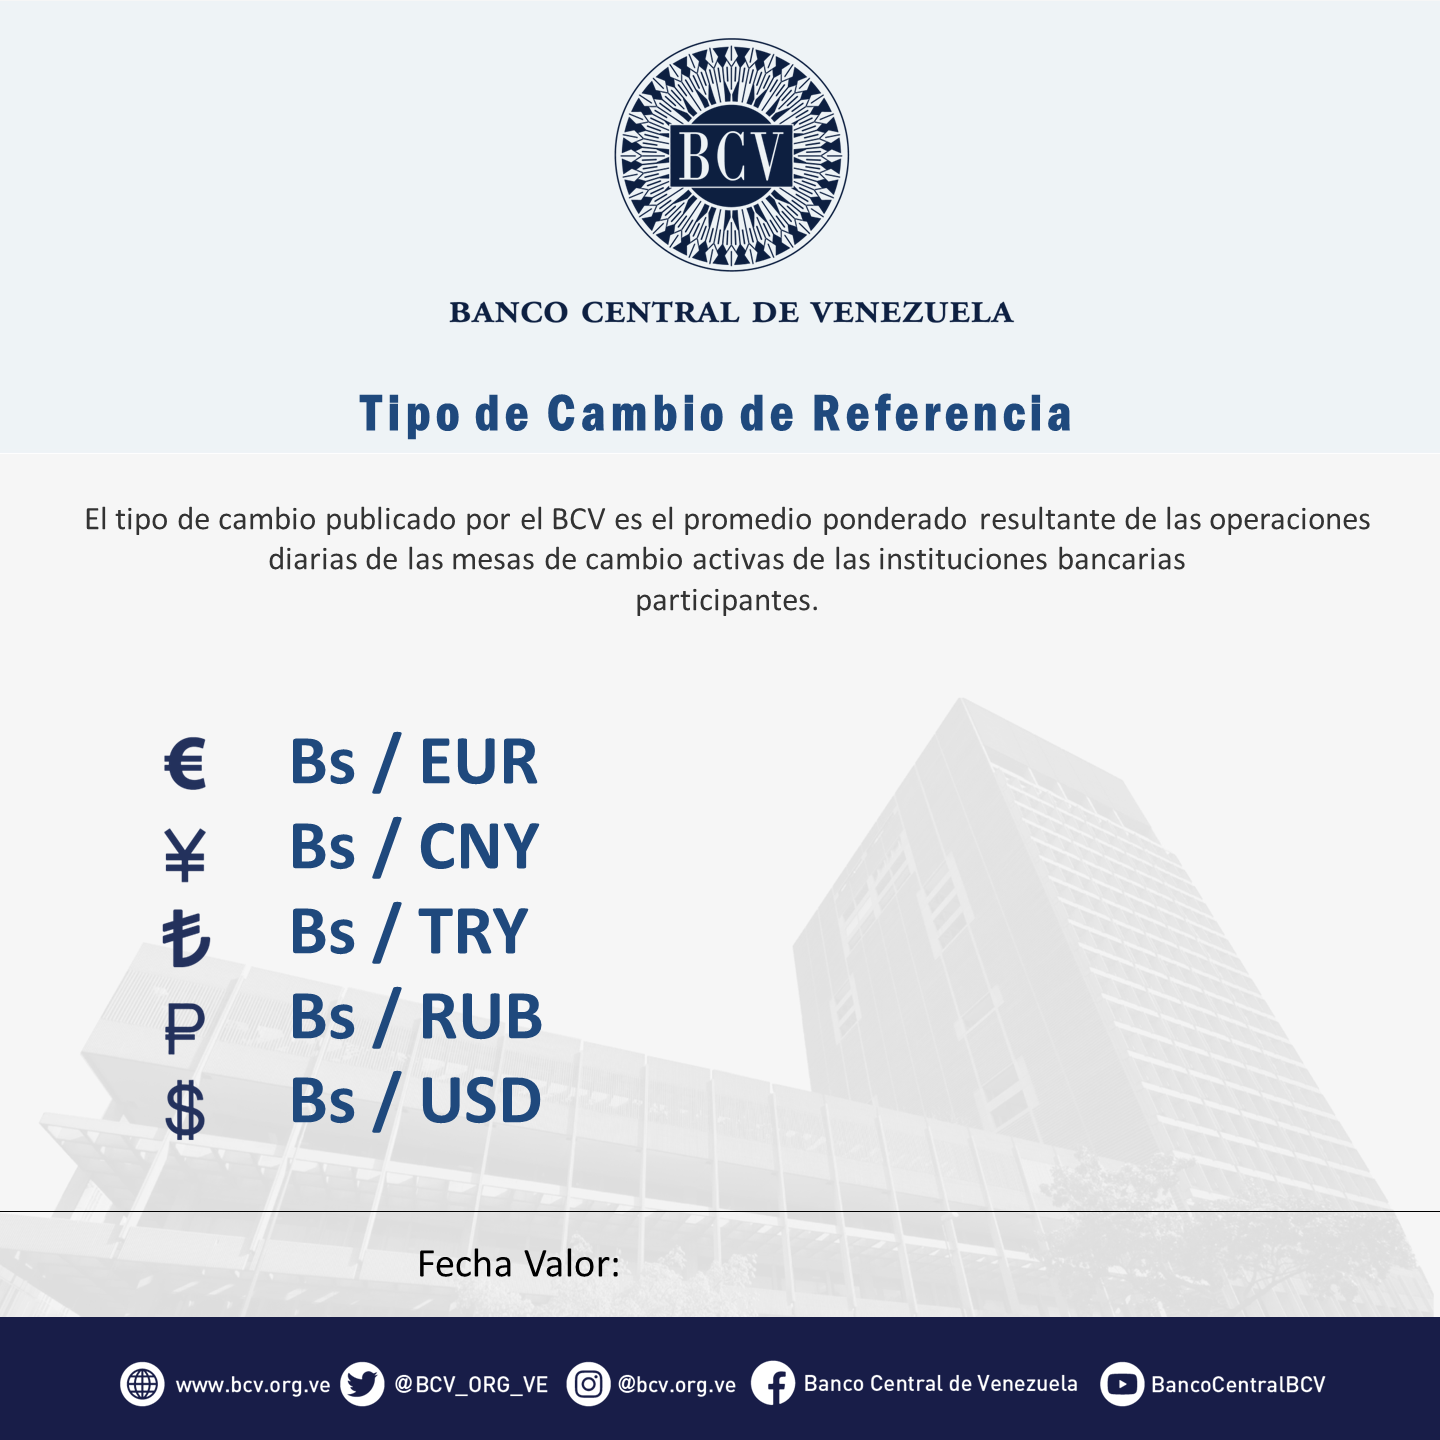 BCV
BANCO CENTRAL DE VENEZUELA
Tipo de Cambio de Referencia
El tipo de cambio publicado por el BCV es el promedio ponderado resultante de las operaciones
diarias de las mesas de cambio activas de las instituciones bancarias
participantes.
€ Bs / EUR
¥ Bs / CNY
₺ Bs / TRY
₽ Bs / RUB
$ Bs / USD
Fecha Valor:
www.bcv.org.ve @BCV_ORG_VE @bcv.org.ve Banco Central de Venezuela BancoCentralBCV